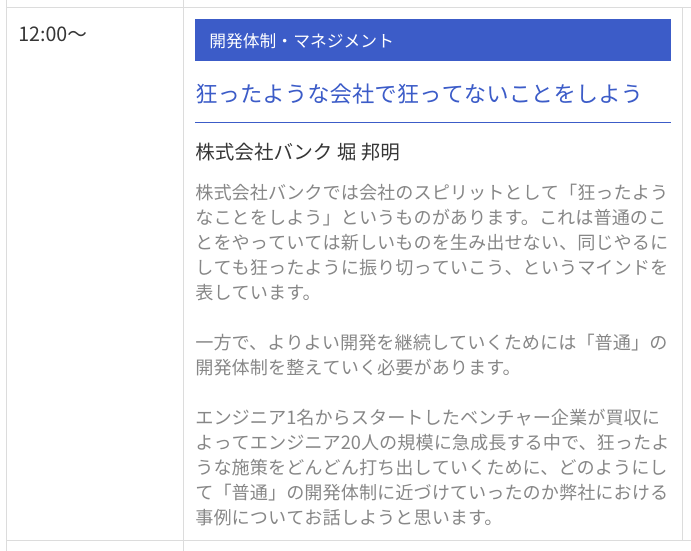 12:00～
開発体制・マネジメント
狂ったような会社で狂ってないことをしよう
株式会社バンク 堀 邦明
株式会社バンクでは会社のスピリットとして「狂ったよう
なことをしよう」というものがあります。これは普通のこ
とをやっていては新しいものを生み出せない、同じやるに
しても狂ったように振り切っていこう、というマインドを
表しています。
一方で、よりよい開発を継続していくためには「普通」の
開発体制を整えていく必要があります。
エンジニア1名からスタートしたベンチャー企業が買収に
よってエンジニア20人の規模に急成長する中で、狂ったよ
うな施策をどんどん打ち出していくために、どのようにし
て「普通」の開発体制に近づけていったのか弊社における
事例についてお話しようと思います。